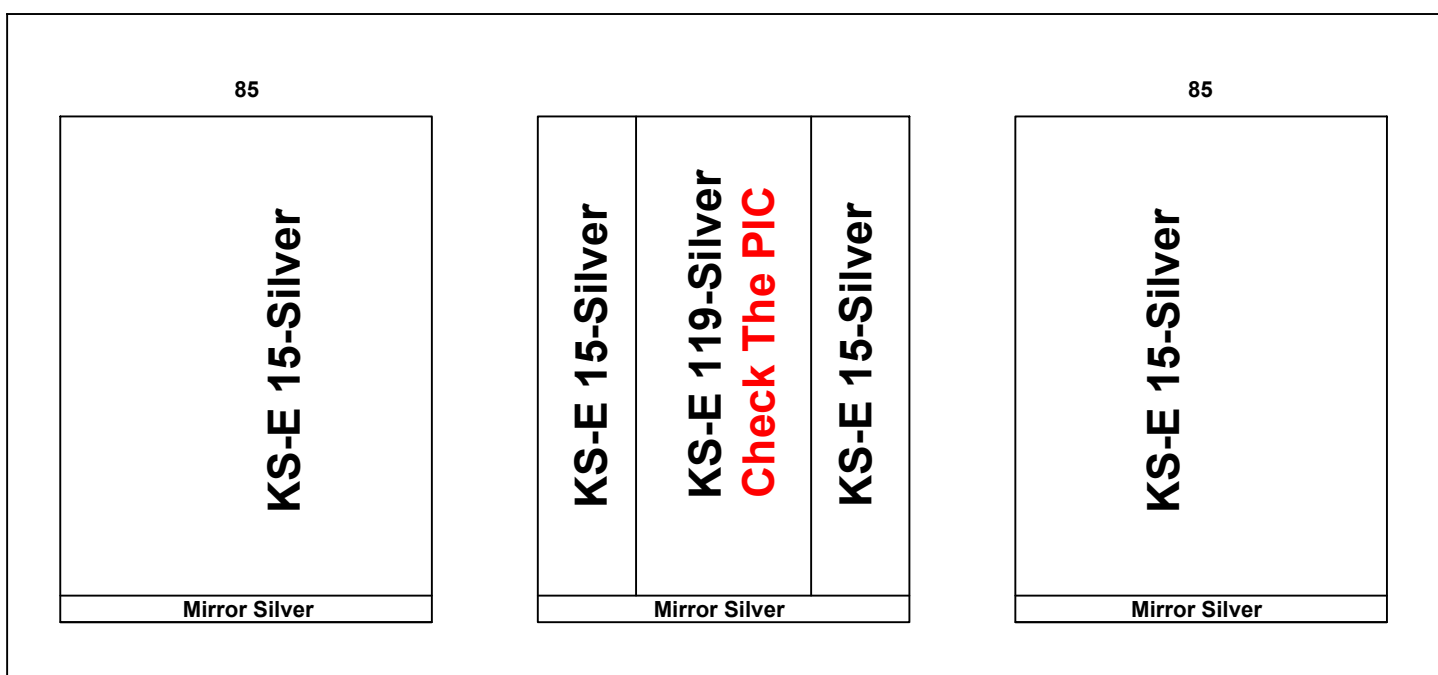 85
85
KS-E 15-Silver
KS-E 15-Silver
KS-E 119-Silver
Check The PIC
KS-E 15-Silver
KS-E 15-Silver
Mirror Silver
Mirror Silver
Mirror Silver